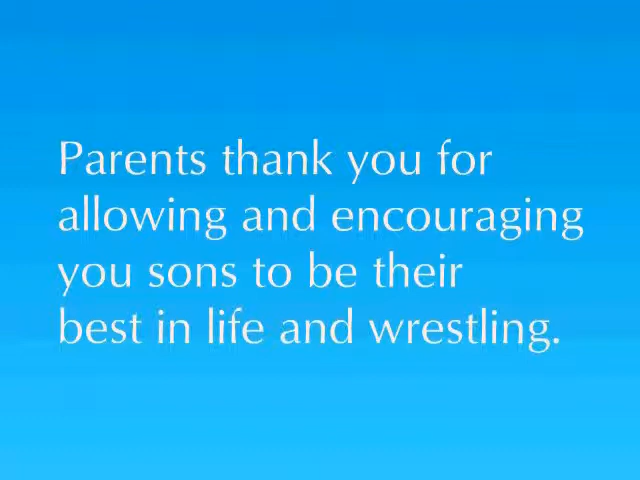 Parents thank you for
allowing and encouraging
you sons to be their
best in life and wrestling.